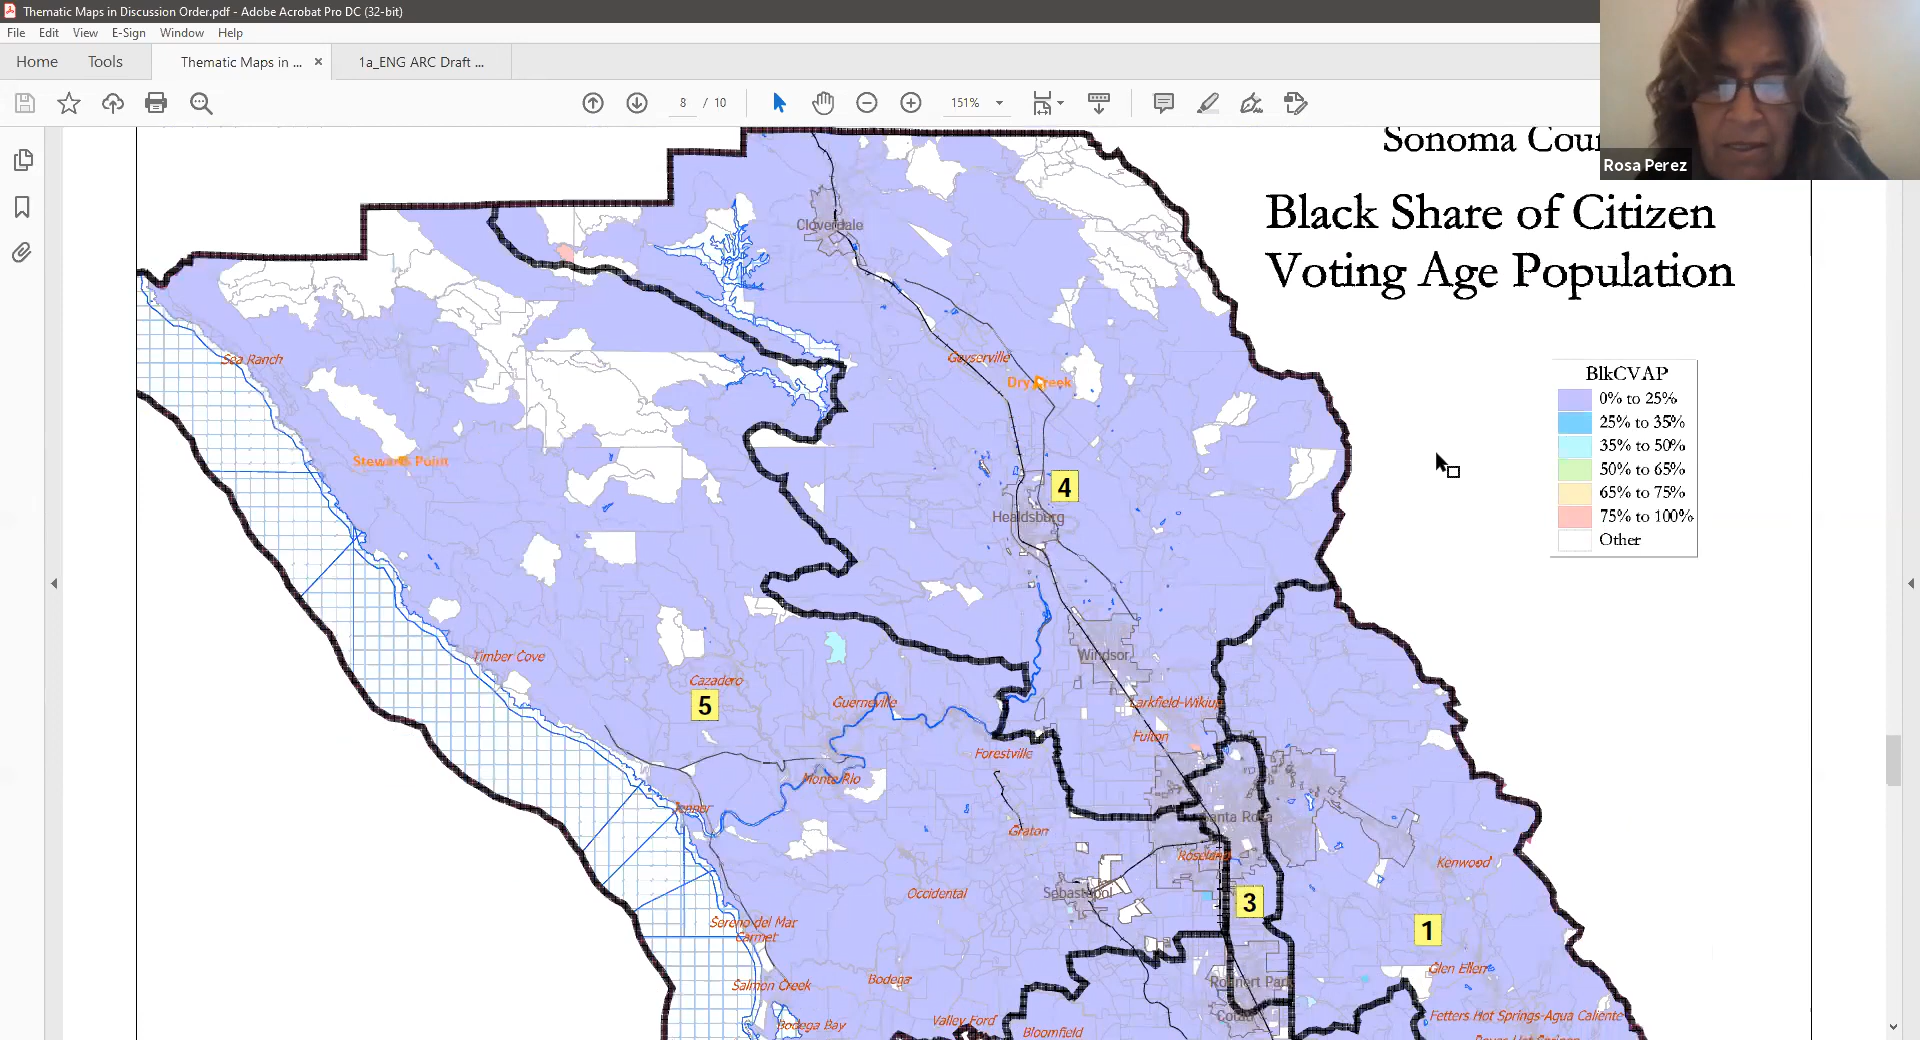 Thematic Maps in Discussion Order.pdf - Adobe Acrobat Pro DC (32-bit)
File Edit View E-Sign Window Help
Home Tools Thematic Maps in ... × 1a_ENG ARC Draft ...
8 / 10 151%
Rosa Perez
Sonoma Cou
Black Share of Citizen
Voting Age Population
BlkCVAP
0% to 25%
25% to 35%
35% to 50%
50% to 65%
65% to 75%
75% to 100%
Other
Cloverdale
Sea Ranch
Geyserville
Dry Creek
Stewarts Point
4
Healdsburg
Timber Cove
Windsor
Cazadero
5
Guerneville
Larkfield-Wikiup
Fulton
Forestville
Monte Rio
Jenner
Santa Rosa
Graton
Roseland
Kenwood
Sebastopol
Occidental
3
1
Sereno del Mar
Carmet
Glen Ellen
Salmon Creek
Bodega
Rohnert Park
Cotati
Bodega Bay
Valley Ford
Bloomfield
Fetters Hot Springs-Agua Caliente